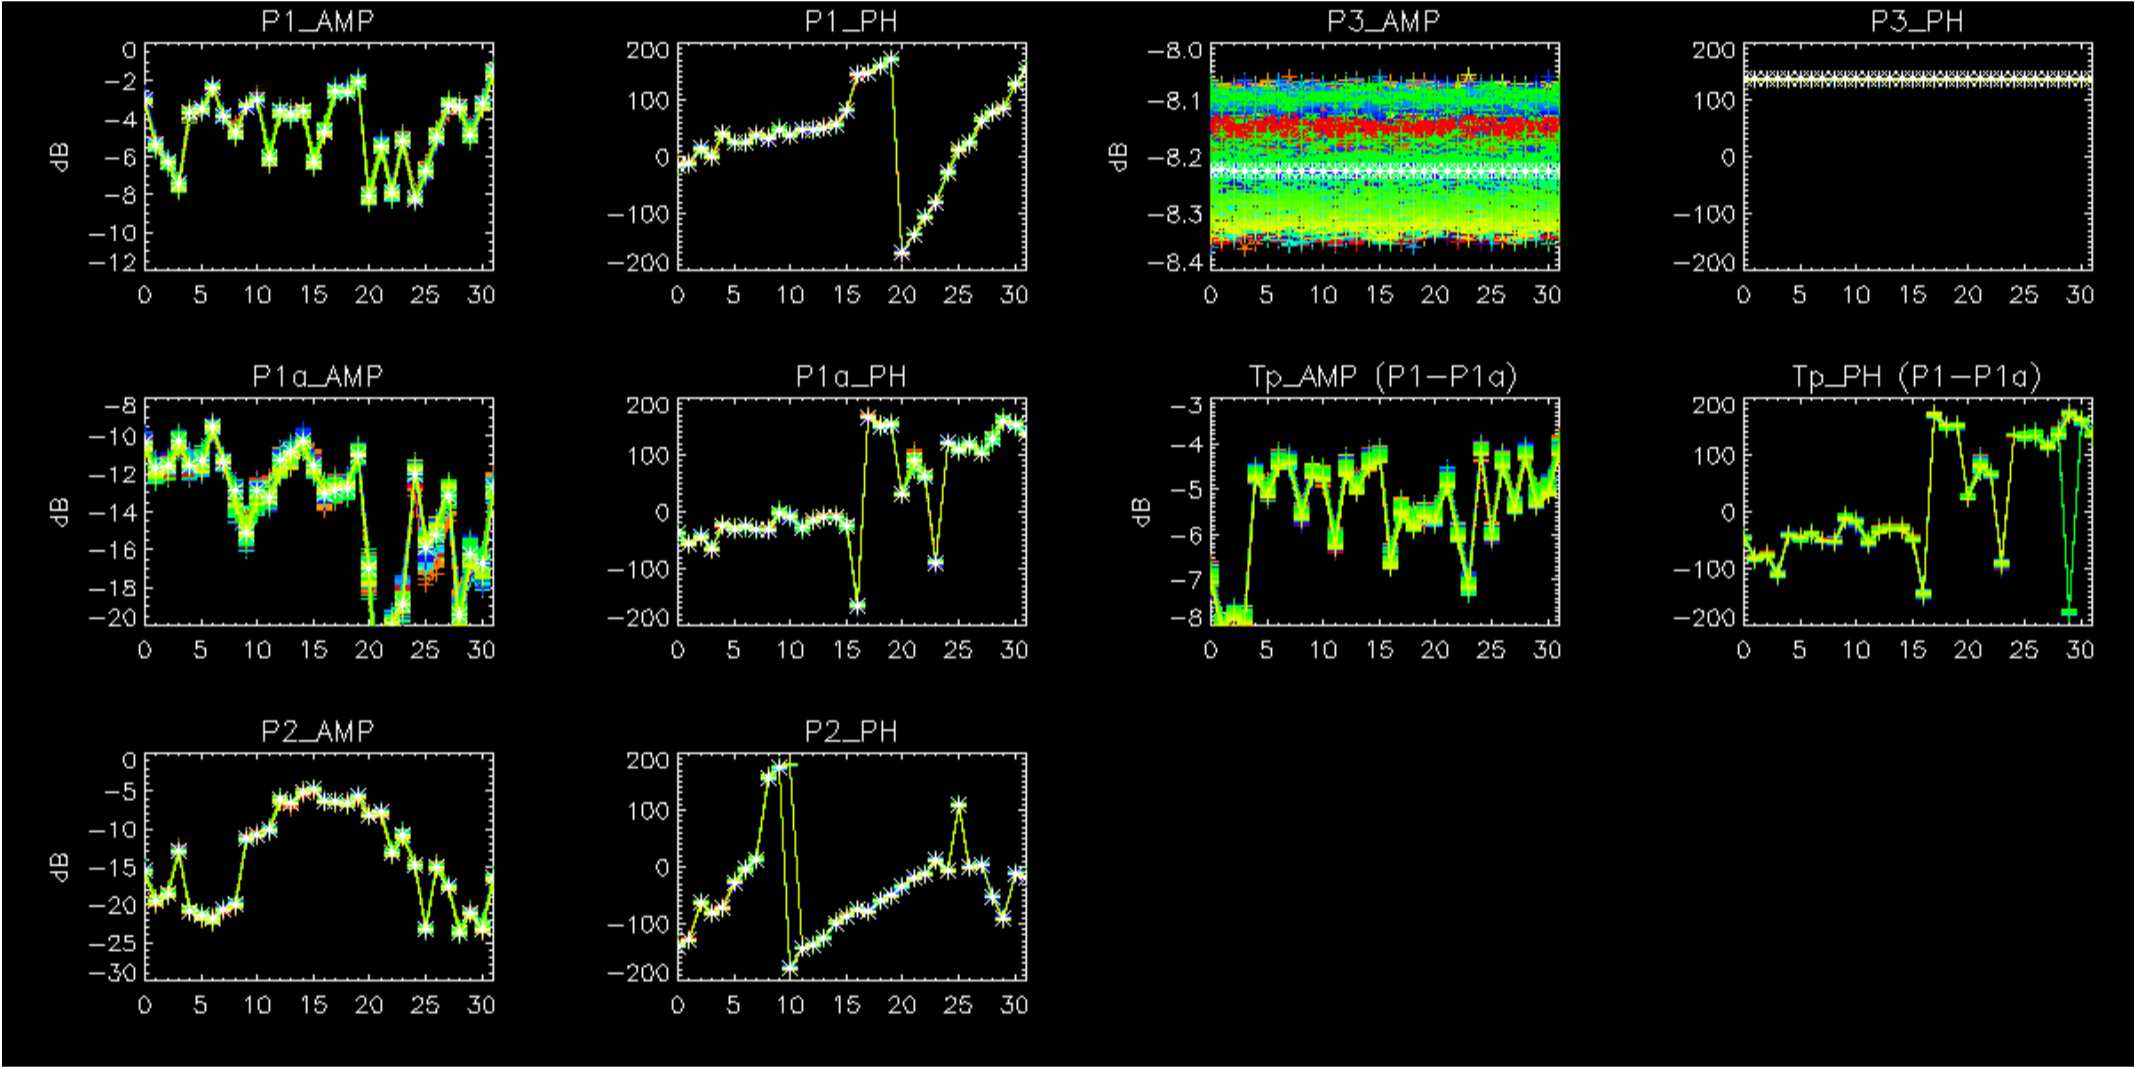 P1_AMP P1_PH P3_AMP P3_PH
0 200 −8.0 200
−2
−4 100 −8.1 100
−6 0 −8.2 0
−8
−10 −100 −8.3 −100
−12 −200 −8.4 −200
dB dB
0 5 10 15 20 25 30 0 5 10 15 20 25 30 0 5 10 15 20 25 30 0 5 10 15 20 25 30
P1a_AMP P1a_PH Tp_AMP (P1−P1a) Tp_PH (P1−P1a)
−8 200 −3 200
−10 100 −4 100
−12
−14 0 −5 0
−16 −100 −6 −100
−18 −7
−20 −200 −8 −200
dB dB
0 5 10 15 20 25 30 0 5 10 15 20 25 30 0 5 10 15 20 25 30 0 5 10 15 20 25 30
P2_AMP P2_PH
0 200
−5 100
−10
−15 0
−20 −100
−25
−30 −200
dB
0 5 10 15 20 25 30 0 5 10 15 20 25 30